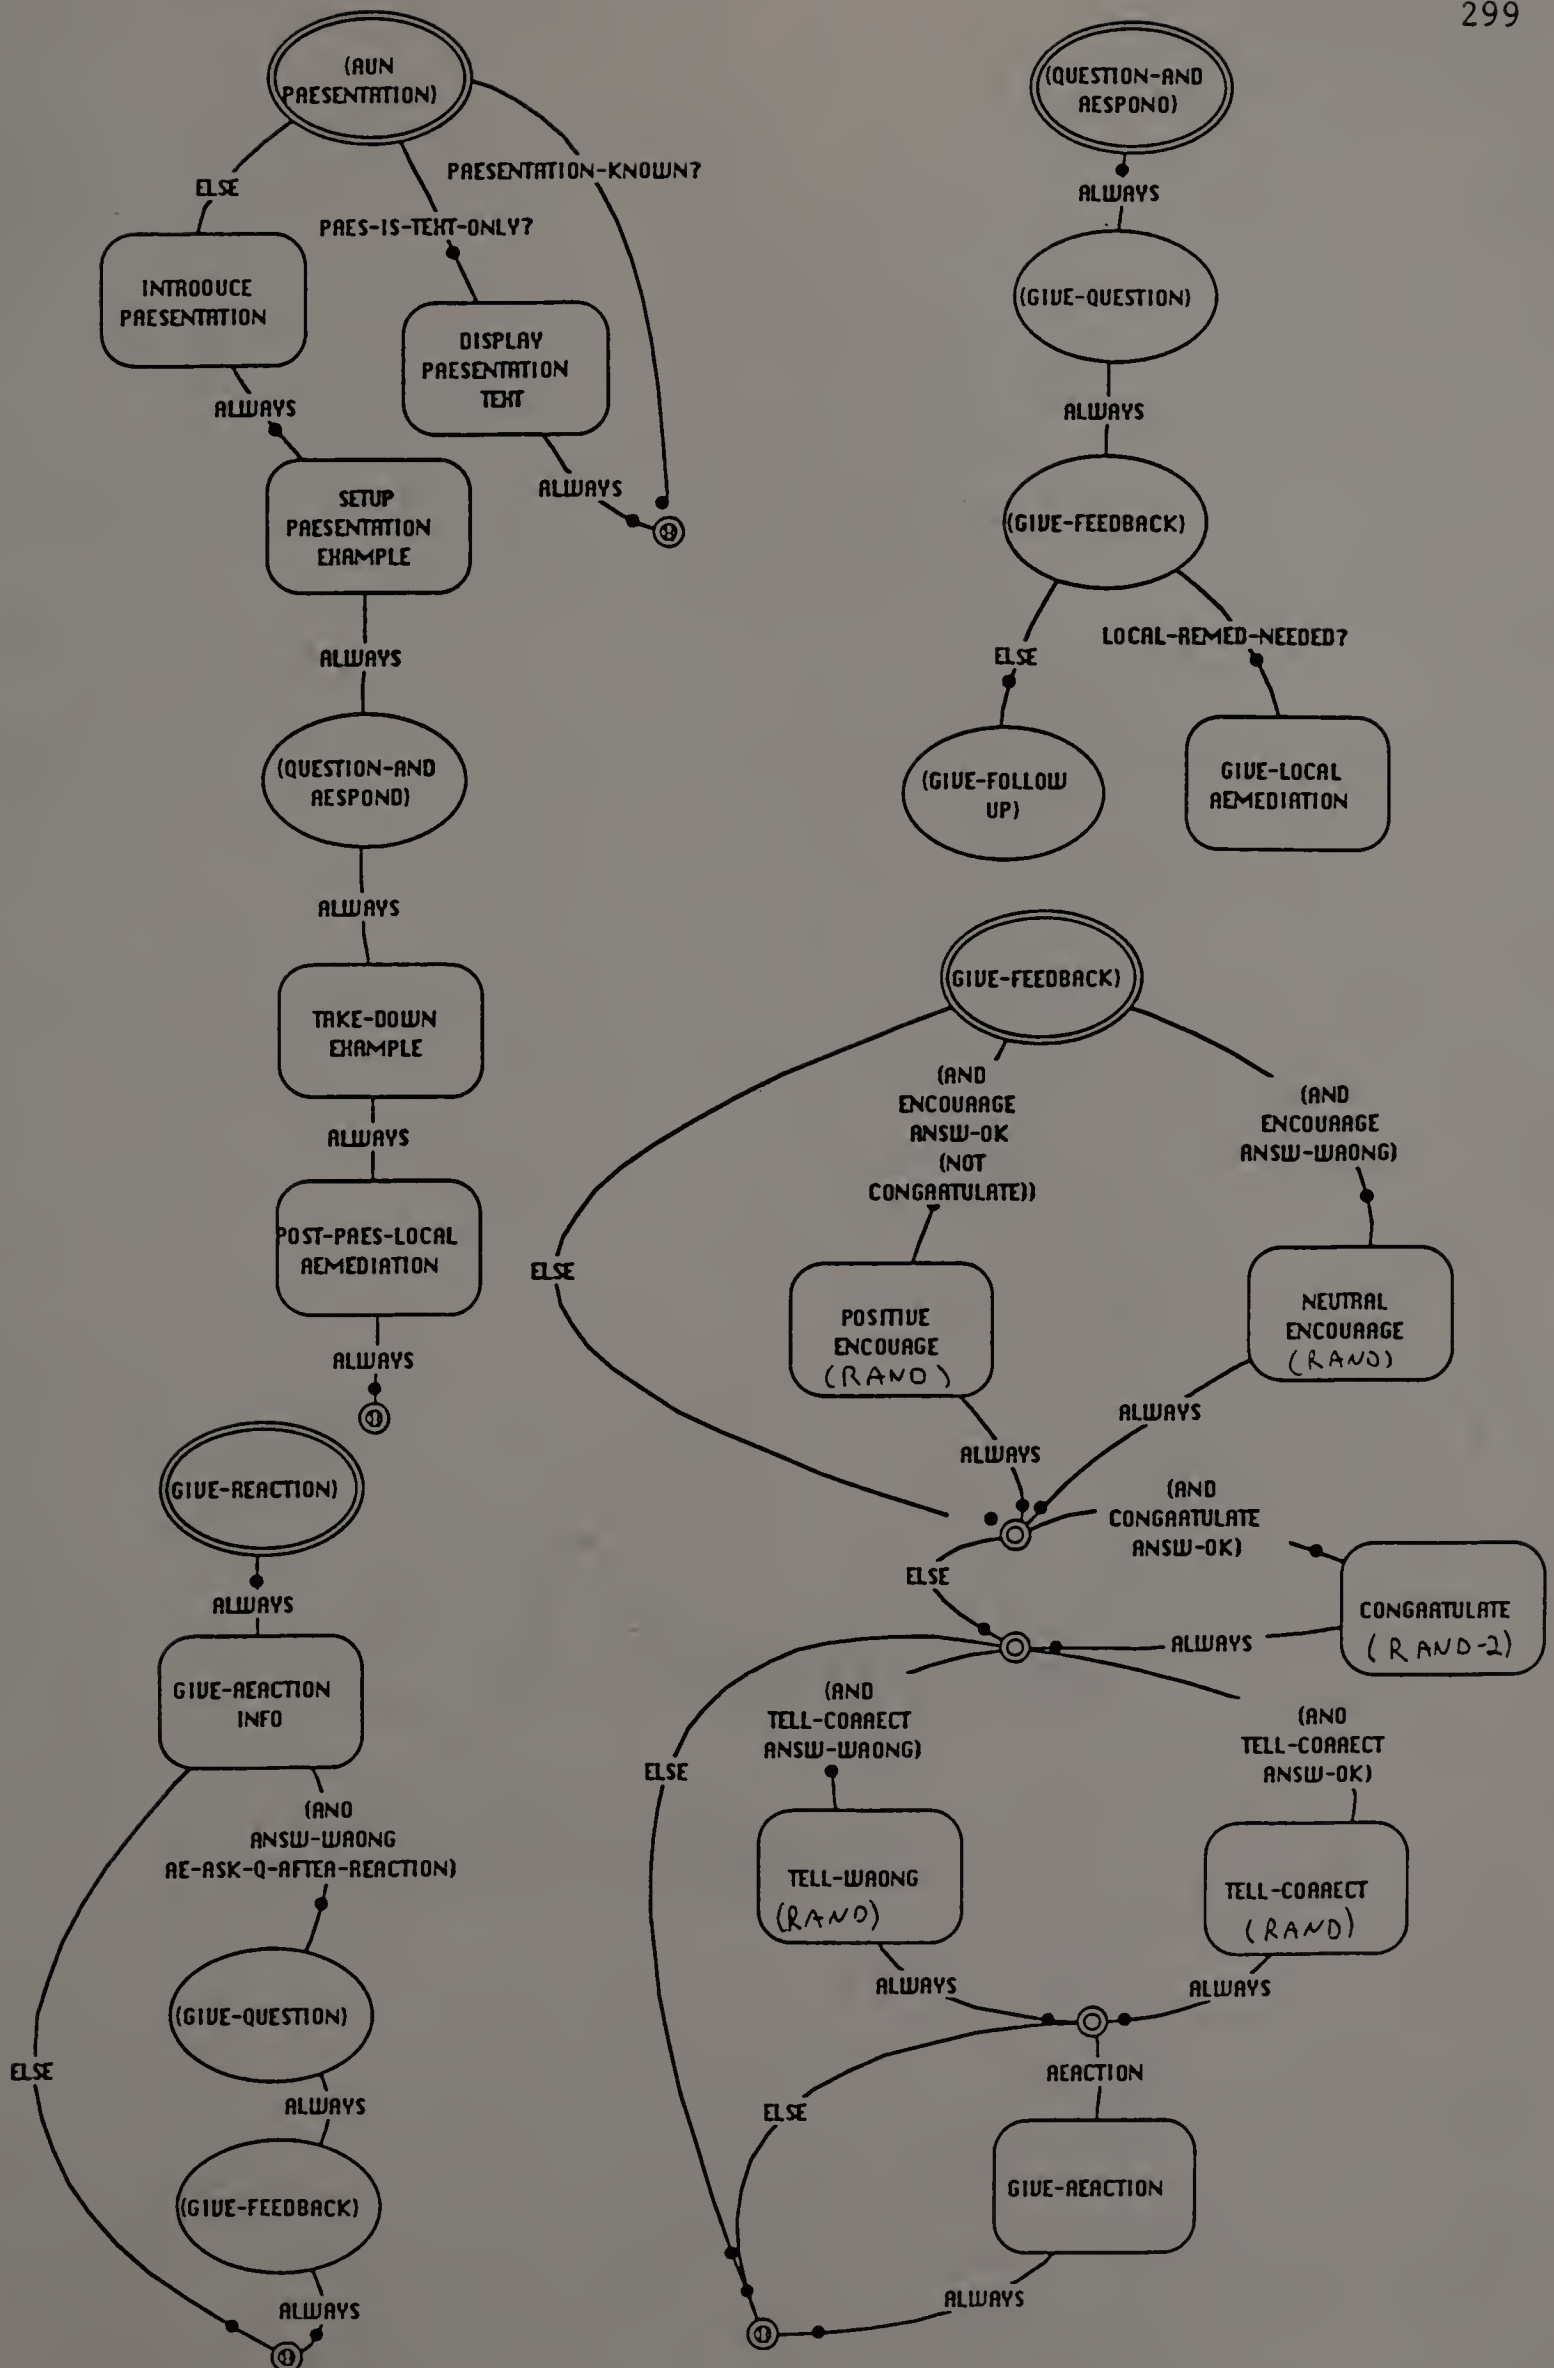 299
(RUN
PRESENTATION)
ELSE
PRES-IS-TEXT-ONLY?
PRESENTATION-KNOWN?
INTRODUCE
PRESENTATION
DISPLAY
PRESENTATION
TEXT
ALWAYS
ALWAYS
SETUP
PRESENTATION
EXAMPLE
ALWAYS
(QUESTION-AND
RESPOND)
ALWAYS
TAKE-DOWN
EXAMPLE
ALWAYS
POST-PRES-LOCAL
REMEDIATION
ALWAYS
(QUESTION-AND
RESPOND)
ALWAYS
(GIVE-QUESTION)
ALWAYS
(GIVE-FEEDBACK)
ELSE
LOCAL-REMED-NEEDED?
(GIVE-FOLLOW
UP)
GIVE-LOCAL
REMEDIATION
GIVE-FEEDBACK)
(AND
ENCOURAGE
ANSW-OK
(NOT
CONGRATULATE))
(AND
ENCOURAGE
ANSW-WRONG)
ELSE
POSITIVE
ENCOURAGE
(RAND)
NEUTRAL
ENCOURAGE
(RAND)
ALWAYS
ALWAYS
(AND
CONGRATULATE
ANSW-OK)
ELSE
CONGRATULATE
(RAND-2)
ALWAYS
(AND
TELL-CORRECT
ANSW-WRONG)
(AND
TELL-CORRECT
ANSW-OK)
ELSE
TELL-WRONG
(RAND)
TELL-CORRECT
(RAND)
ALWAYS
ALWAYS
REACTION
ELSE
GIVE-REACTION
ALWAYS
GIVE-REACTION)
ALWAYS
GIVE-REACTION
INFO
(AND
ANSW-WRONG
RE-ASK-Q-AFTER-REACTION)
(GIVE-QUESTION)
ELSE
ALWAYS
(GIVE-FEEDBACK)
ALWAYS